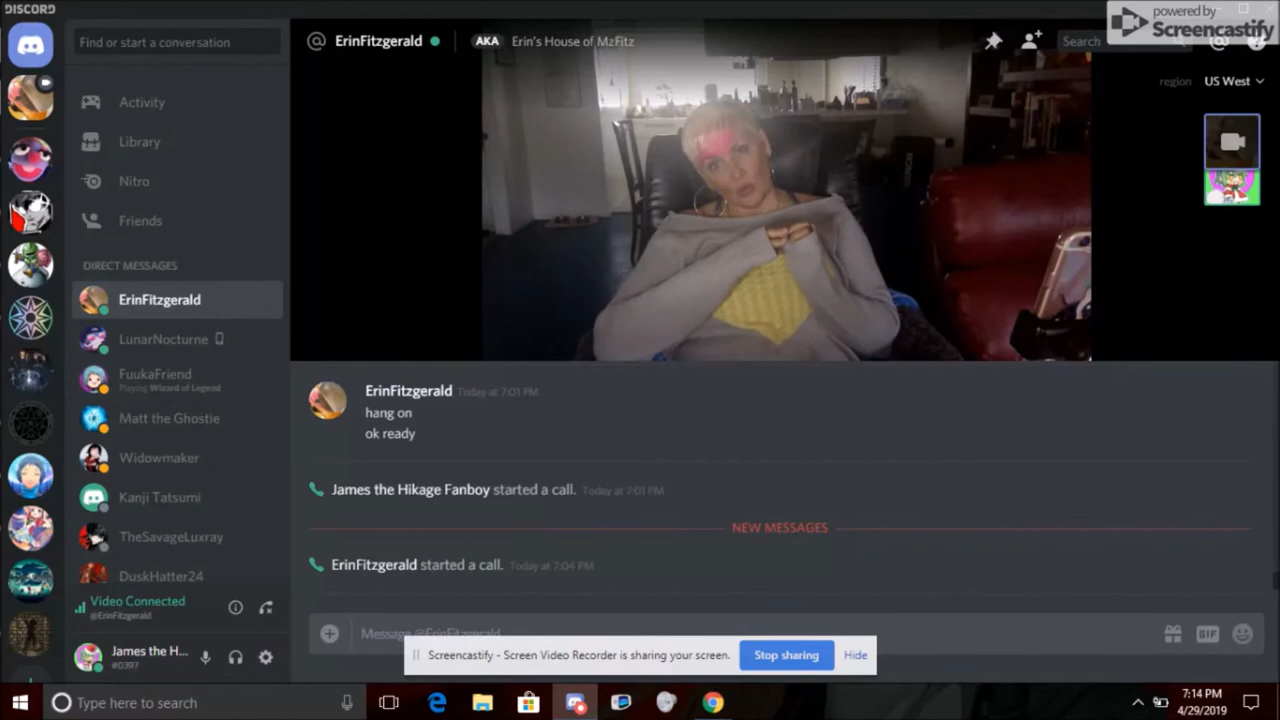 DISCORD
powered by
Screencastify
Find or start a conversation
ErinFitzgerald
AKA Erin's House of MzFitz
Search
region US West
Activity
Library
Nitro
Friends
DIRECT MESSAGES
ErinFitzgerald
LunarNocturne
FuukaFriend
Playing Wizard of Legend
Matt the Ghostie
Widowmaker
Kanji Tatsumi
TheSavageLuxray
DuskHatter24
Video Connected
@ErinFitzgerald
James the H...
#0397
ErinFitzgerald Today at 7:01 PM
hang on
ok ready
James the Hikage Fanboy started a call. Today at 7:01 PM
NEW MESSAGES
ErinFitzgerald started a call. Today at 7:04 PM
Message @ErinFitzgerald
GIF
Screencastify - Screen Video Recorder is sharing your screen.
Stop sharing
Hide
Type here to search
7:14 PM
4/29/2019